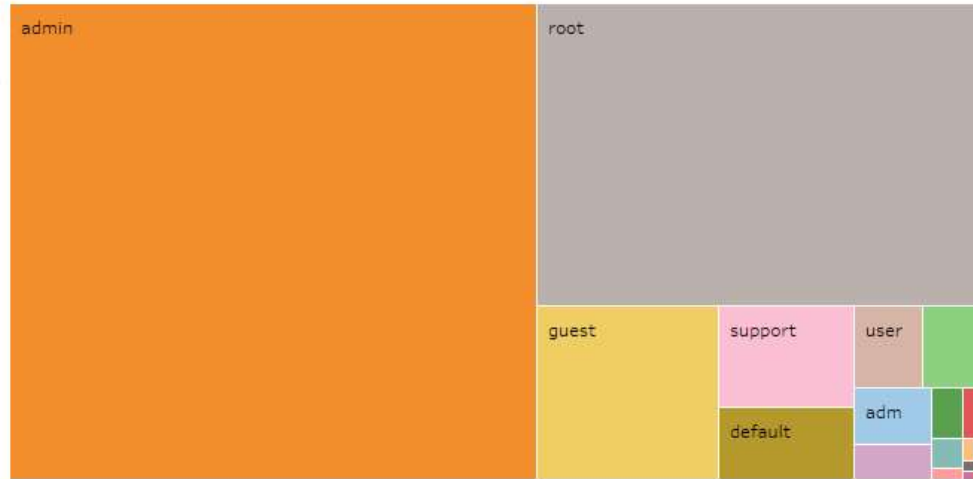 admin
root
guest
support
user
default
adm